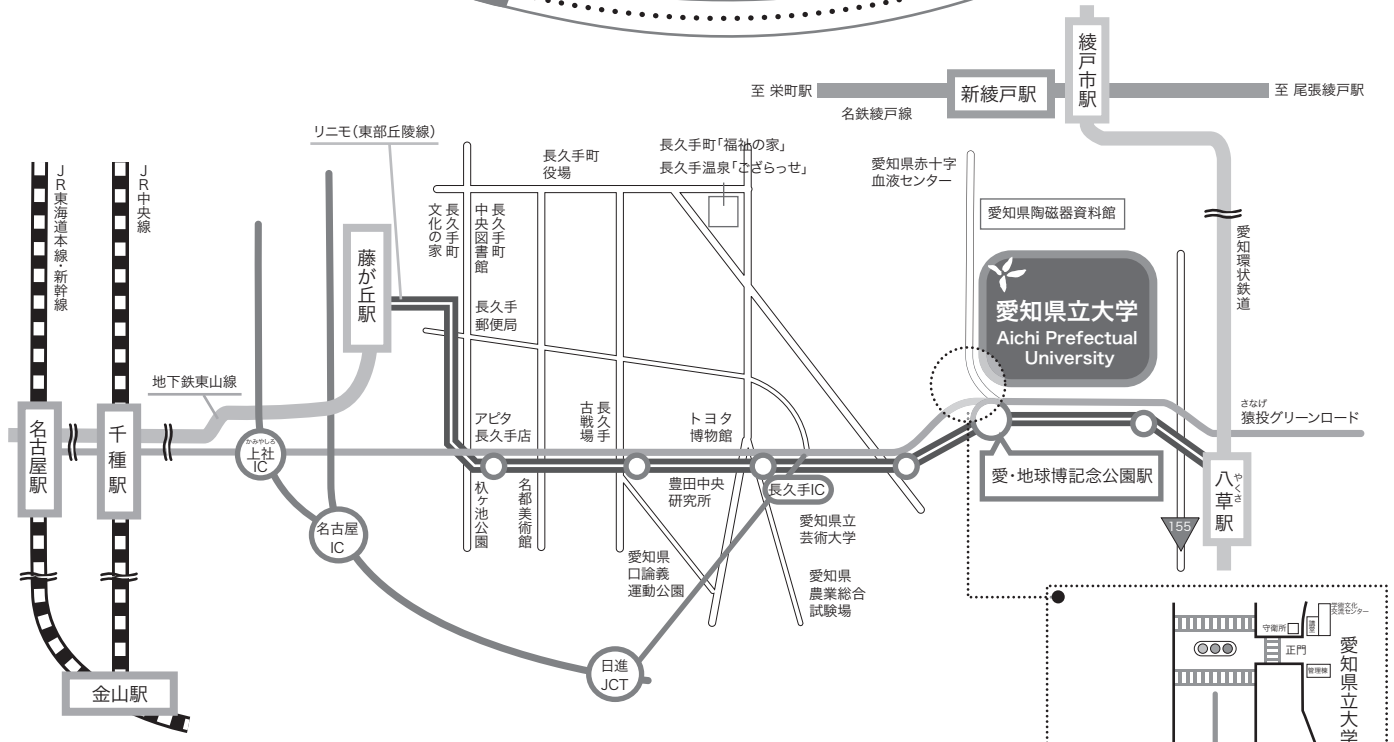 綾戸市駅
至 栄町駅
新綾戸駅
至 尾張綾戸駅
名鉄綾戸線
リニモ(東部丘陵線)
長久手町
役場
長久手町「福祉の家」
長久手温泉「ござらっせ」
愛知県赤十字
血液センター
JR東海道本線・新幹線
JR中央線
愛知県陶磁器資料館
長久手町
文化の家
長久手町
中央図書館
愛知環状鉄道
藤が丘駅
愛知県立大学
Aichi Prefectual
University
長久手
郵便局
地下鉄東山線
アピタ
長久手店
長久手
古戦場
トヨタ
博物館
さなげ
猿投グリーンロード
名古屋駅
千種駅
かみやしろ
上社
IC
愛・地球博記念公園駅
やくさ
八草駅
杁ヶ池公園
名都美術館
豊田中央
研究所
長久手IC
愛知県立
芸術大学
155
名古屋
IC
愛知県
口論義
運動公園
愛知県
農業総合
試験場
日進
JCT
金山駅
学術文化
交流センター
守衛所
講堂
正門
管理棟
愛知県立大学